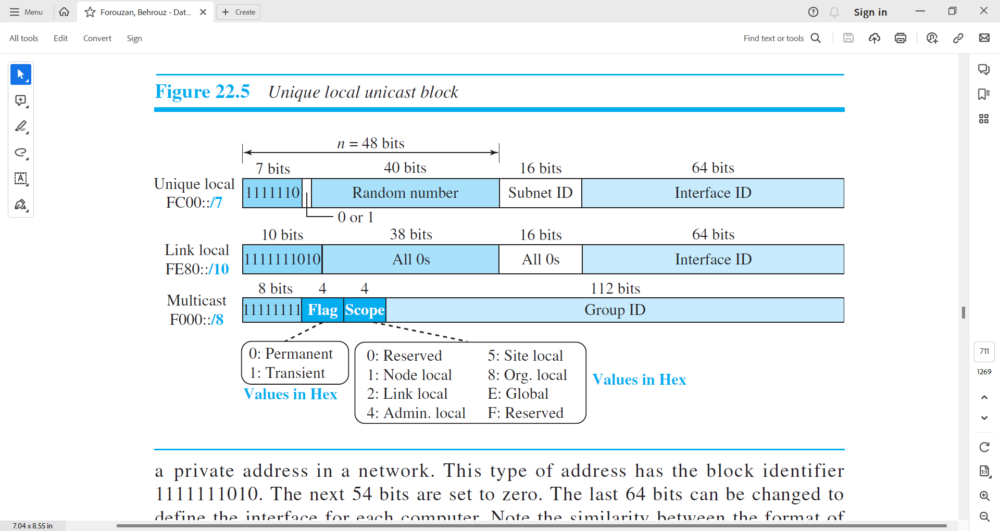 Menu
Forouzan, Behrouz - Dat...
Create
Sign in
All tools Edit Convert Sign
Find text or tools
Figure 22.5 Unique local unicast block
n = 48 bits
7 bits 40 bits 16 bits 64 bits
Unique local
FC00::/7
1111110 Random number Subnet ID Interface ID
0 or 1
10 bits 38 bits 16 bits 64 bits
Link local
FE80::/10
1111111010 All 0s All 0s Interface ID
8 bits 4 4 112 bits
Multicast
F000::/8
11111111 Flag Scope Group ID
0: Permanent
1: Transient
Values in Hex
0: Reserved 5: Site local
1: Node local 8: Org. local
2: Link local E: Global
4: Admin. local F: Reserved
Values in Hex
a private address in a network. This type of address has the block identifier
1111111010. The next 54 bits are set to zero. The last 64 bits can be changed to
define the interface for each computer. Note the similarity between the format of
711
1269
1:1
7.04 x 8.55 in